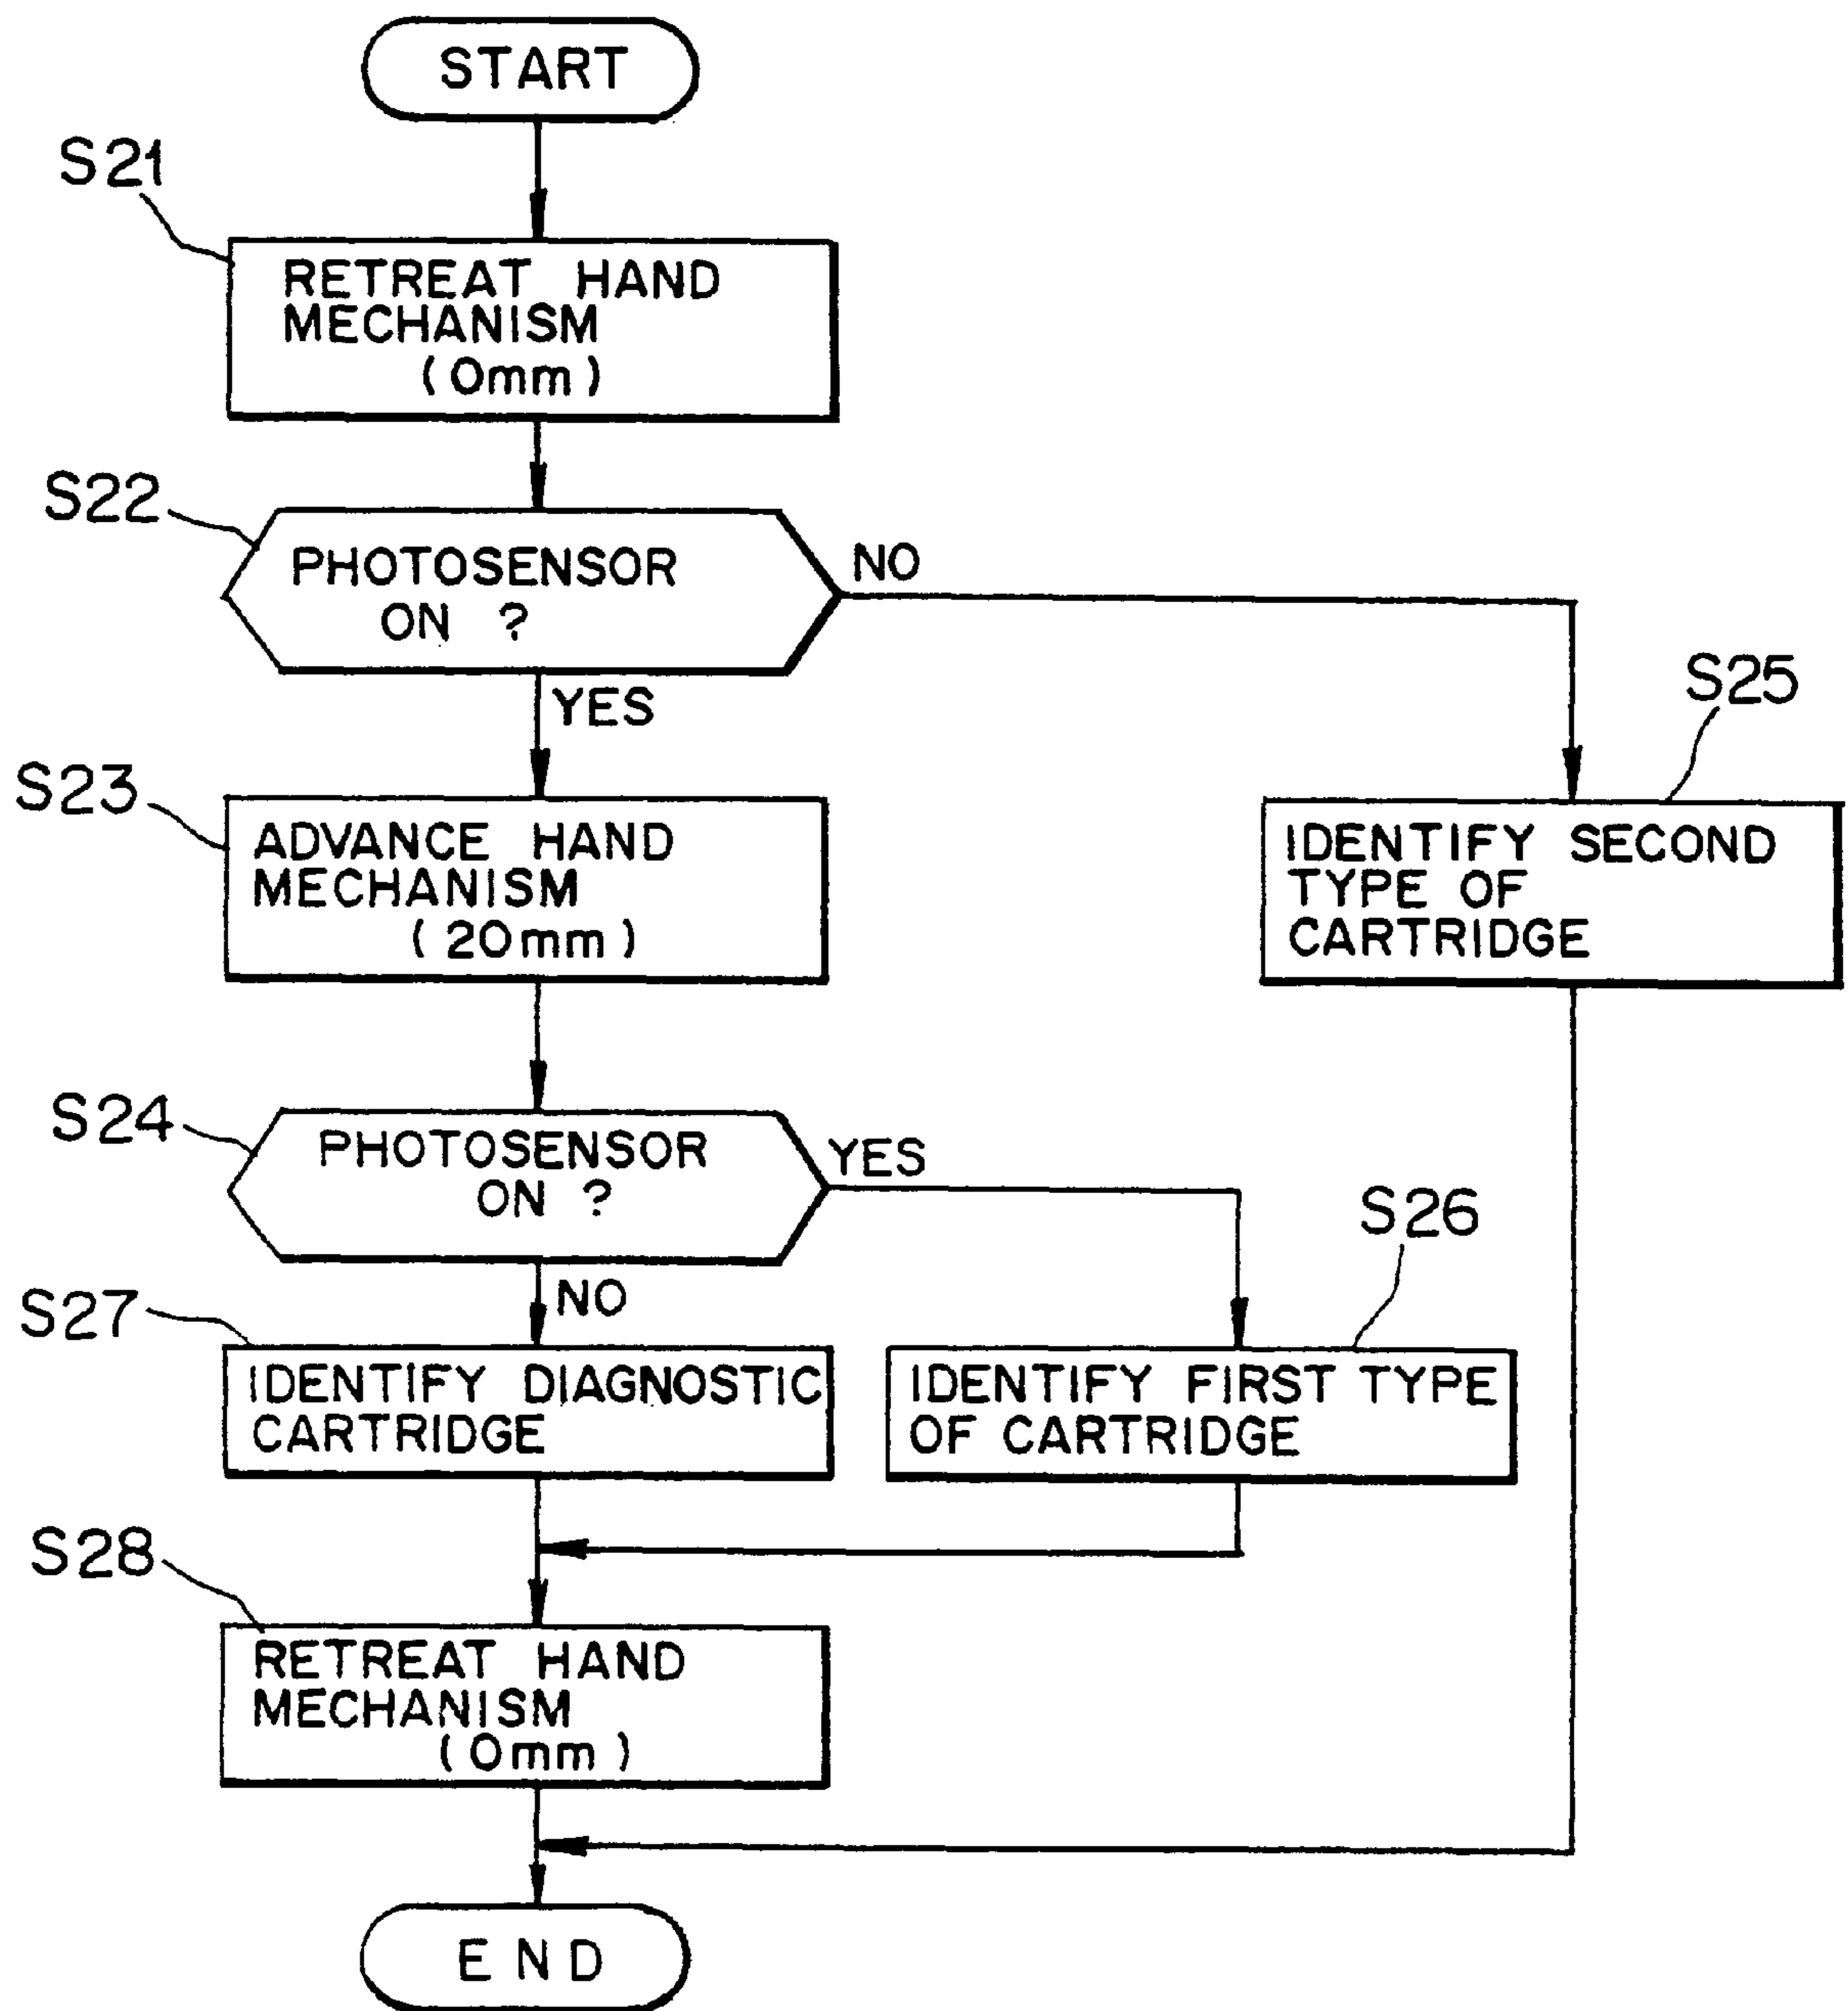 START
S21
RETREAT HAND
MECHANISM
(0mm)
S22
PHOTOSENSOR
ON ?
NO
YES
S23
ADVANCE HAND
MECHANISM
(20mm)
S25
IDENTIFY SECOND
TYPE OF
CARTRIDGE
S24
PHOTOSENSOR
ON ?
YES
NO
S26
IDENTIFY FIRST TYPE
OF CARTRIDGE
S27
IDENTIFY DIAGNOSTIC
CARTRIDGE
S28
RETREAT HAND
MECHANISM
(0mm)
END